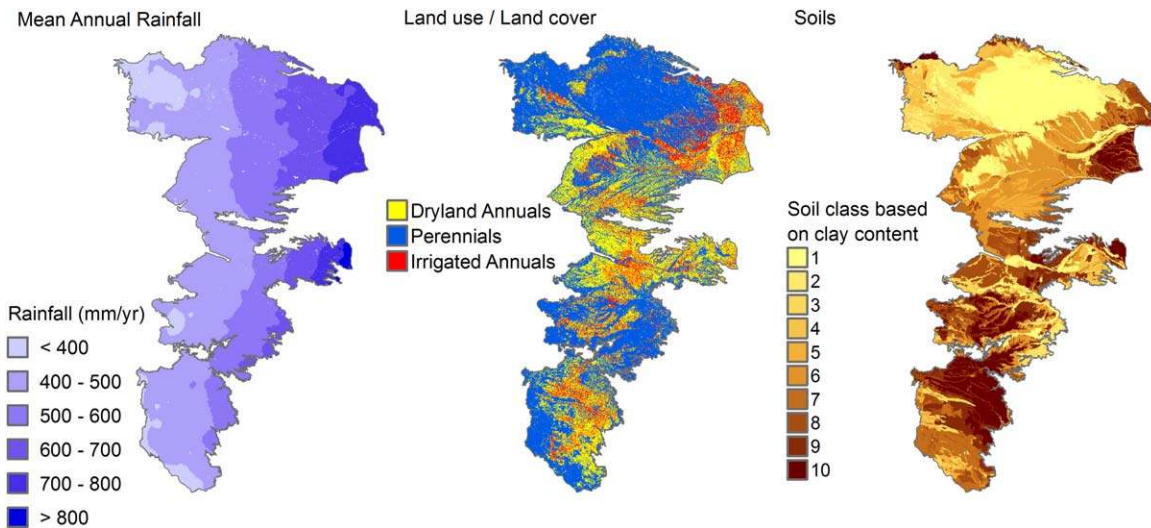 Mean Annual Rainfall
Rainfall (mm/yr)
< 400
400 - 500
500 - 600
600 - 700
700 - 800
> 800
Land use / Land cover
Dryland Annuals
Perennials
Irrigated Annuals
Soils
Soil class based
on clay content
1
2
3
4
5
6
7
8
9
10